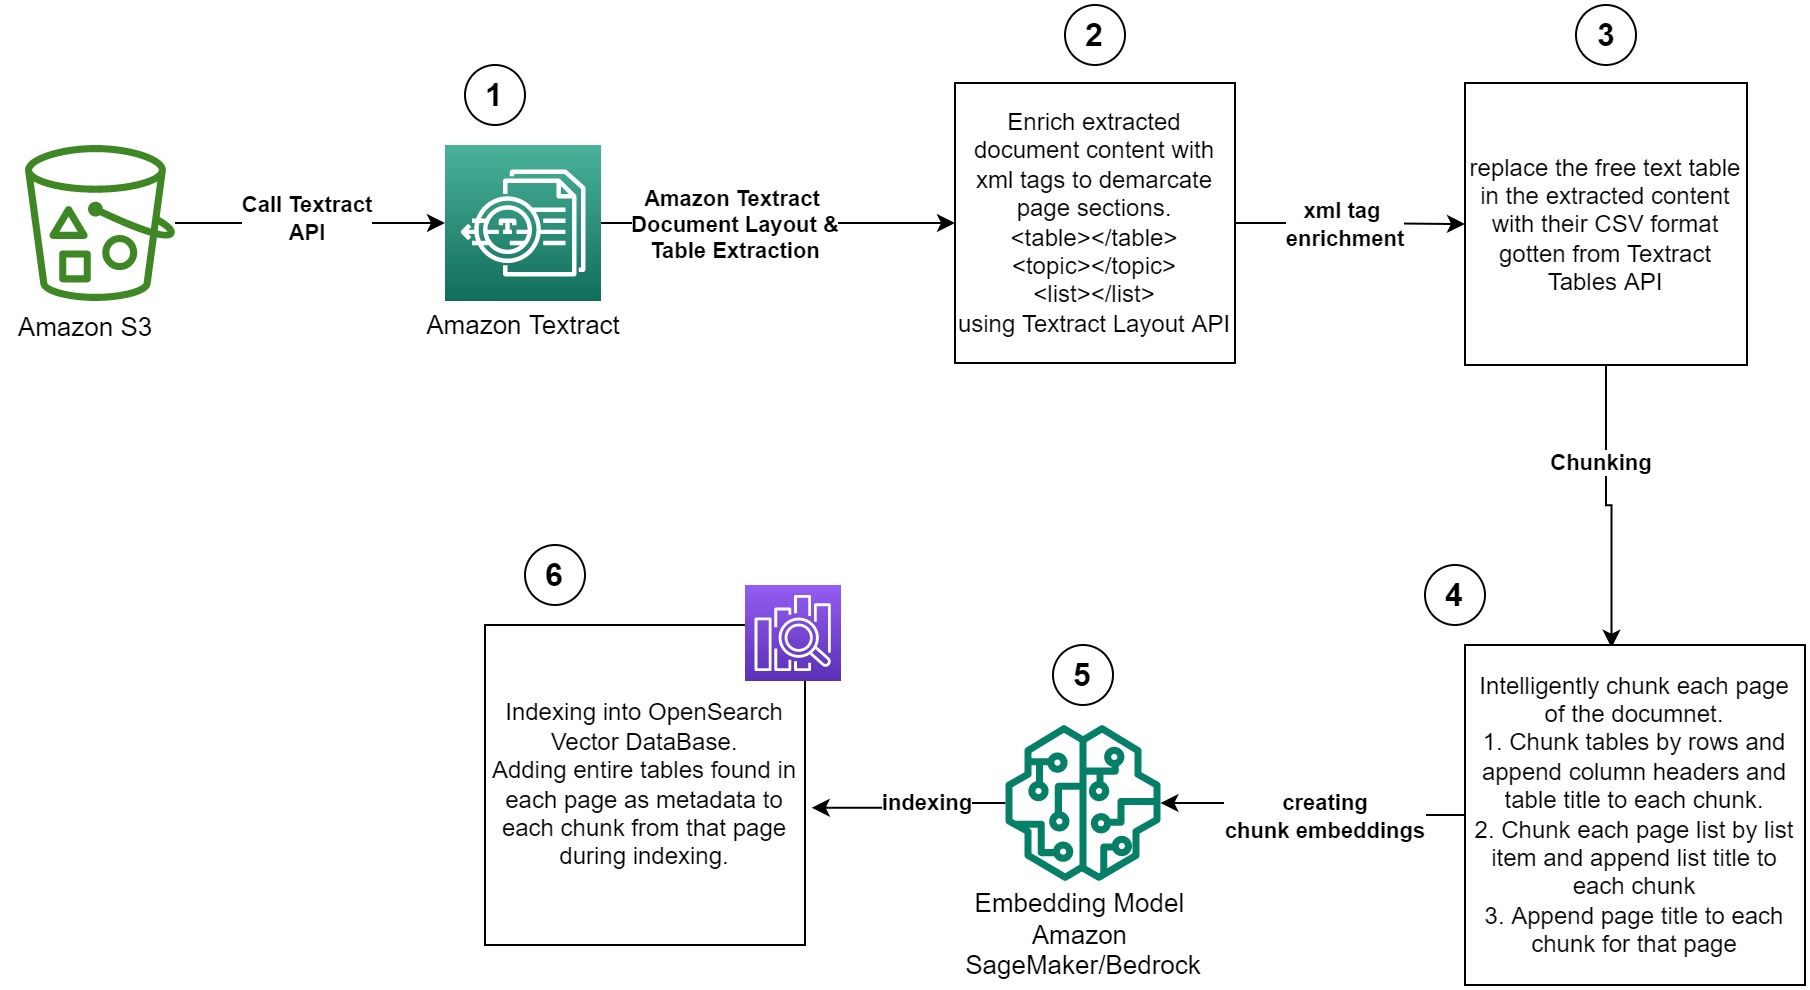 1
2
3
Amazon S3
Call Textract
API
Amazon Textract
Amazon Textract
Document Layout &
Table Extraction
Enrich extracted
document content with
xml tags to demarcate
page sections.
<table></table>
<topic></topic>
<list></list>
using Textract Layout API
xml tag
enrichment
replace the free text table
in the extracted content
with their CSV format
gotten from Textract
Tables API
Chunking
4
Intelligently chunk each page
of the documnet.
1. Chunk tables by rows and
append column headers and
table title to each chunk.
2. Chunk each page list by list
item and append list title to
each chunk
3. Append page title to each
chunk for that page
creating
chunk embeddings
5
Embedding Model
Amazon
SageMaker/Bedrock
indexing
6
Indexing into OpenSearch
Vector DataBase.
Adding entire tables found in
each page as metadata to
each chunk from that page
during indexing.